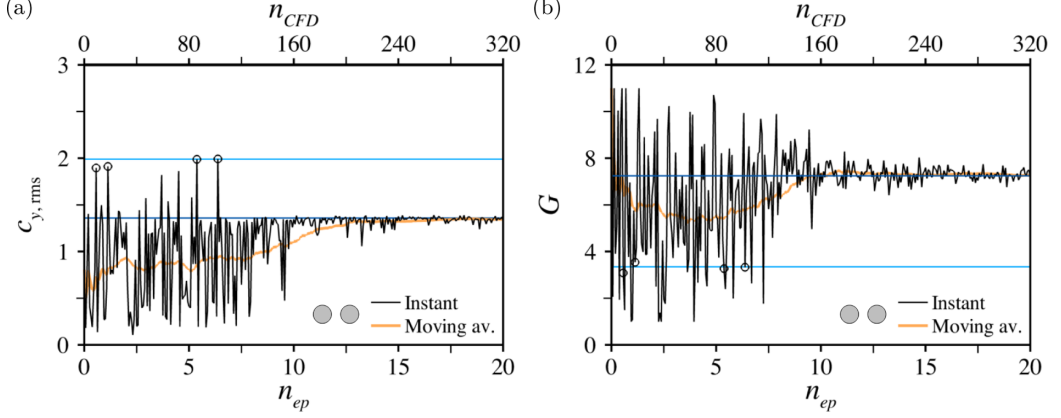 (a)
n_CFD
0 80 160 240 320
3
2
1
0
c_y, rms
Instant
Moving av.
0 5 10 15 20
n_ep
(b)
n_CFD
0 80 160 240 320
12
8
4
0
G
Instant
Moving av.
0 5 10 15 20
n_ep